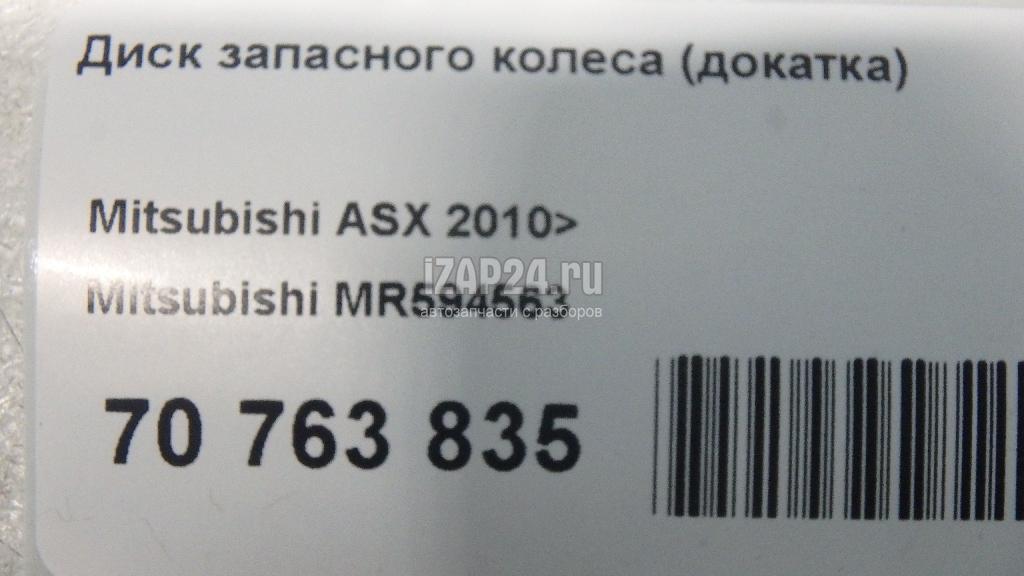 Диск запасного колеса (докатка)
Mitsubishi ASX 2010>
iZAP24.ru
Mitsubishi MR594563
автозапчасти с разборов
70 763 835